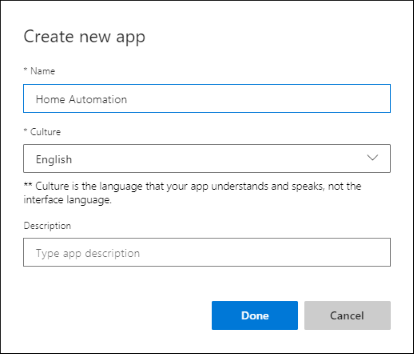 Create new app
* Name
Home Automation
* Culture
English
** Culture is the language that your app understands and speaks, not the
interface language.
Description
Type app description
Done
Cancel